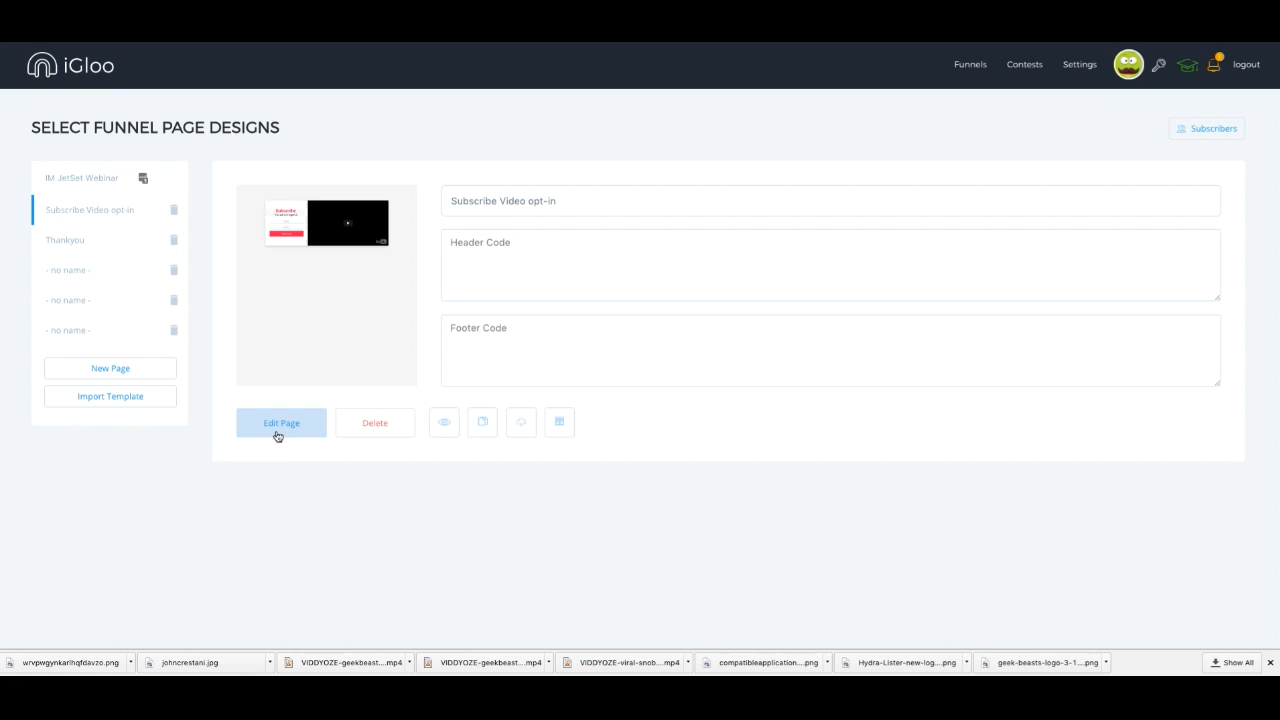 iGloo
Funnels Contests Settings 1 logout
SELECT FUNNEL PAGE DESIGNS
Subscribers
IM JetSet Webinar
Subscribe Video opt-in
Thankyou
- no name -
- no name -
- no name -
New Page
Import Template
Subscribe
Subscribe Video opt-in
Header Code
Footer Code
Edit Page
Delete
wrvpwgynkarlhqfdavzo.png
johncrestani.jpg
VIDDYOZE-geekbeast....mp4
VIDDYOZE-geekbeast....mp4
VIDDYOZE-viral-snob....mp4
compatibleapplication....png
Hydra-Lister-new-log....png
geek-beasts-logo-3-1....png
Show All